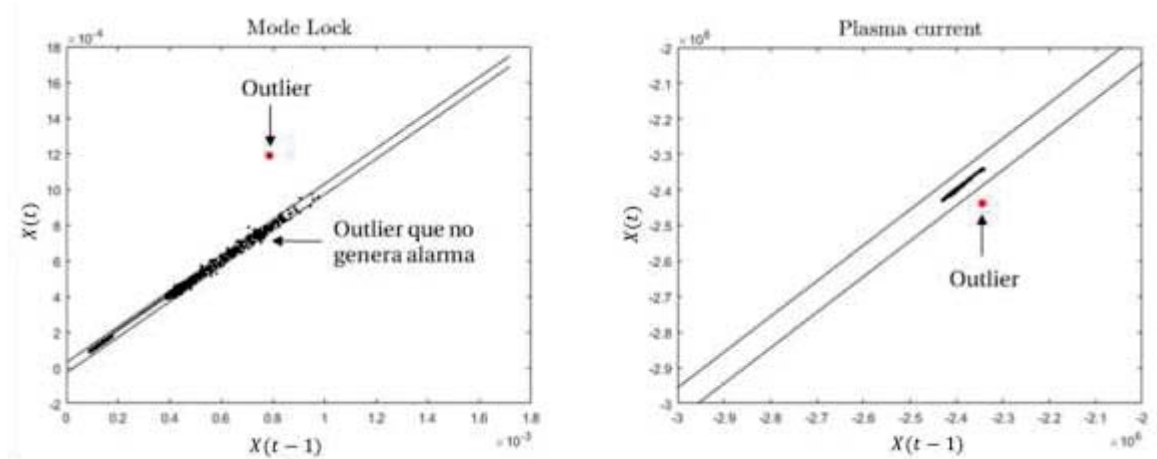 Mode Lock
×10⁻⁴
18
16
14
12
10
8
6
4
2
0
-2
X(t)
Outlier
Outlier que no
genera alarma
0 0.2 0.4 0.6 0.8 1 1.2 1.4 1.6 1.8
X(t − 1)
×10⁻³
Plasma current
×10⁶
-2
-2.1
-2.2
-2.3
-2.4
-2.5
-2.6
-2.7
-2.8
-2.9
-3
X(t)
Outlier
-3 -2.9 -2.8 -2.7 -2.6 -2.5 -2.4 -2.3 -2.2 -2.1 -2
X(t − 1)
×10⁶